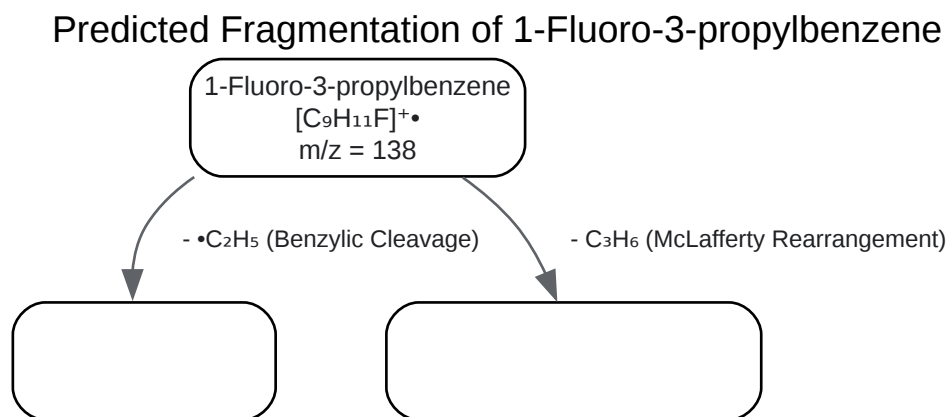 Predicted Fragmentation of 1-Fluoro-3-propylbenzene
1-Fluoro-3-propylbenzene
[C₉H₁₁F]⁺•
m/z = 138
- •C₂H₅ (Benzylic Cleavage)
- C₃H₆ (McLafferty Rearrangement)